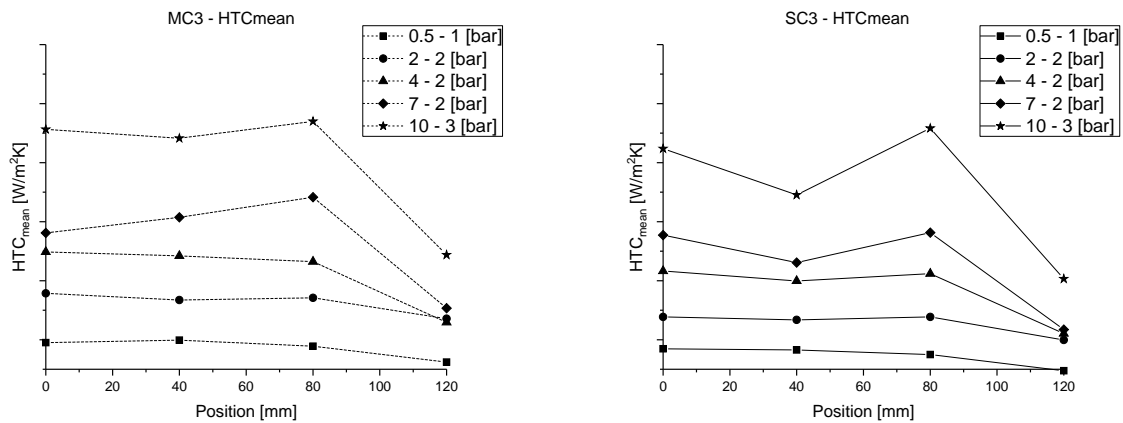 MC3 - HTCmean
0.5 - 1 [bar]
2 - 2 [bar]
4 - 2 [bar]
7 - 2 [bar]
10 - 3 [bar]
HTCmean [W/m²K]
0 20 40 60 80 100 120
Position [mm]
SC3 - HTCmean
0.5 - 1 [bar]
2 - 2 [bar]
4 - 2 [bar]
7 - 2 [bar]
10 - 3 [bar]
HTCmean [W/m²K]
0 20 40 60 80 100 120
Position [mm]